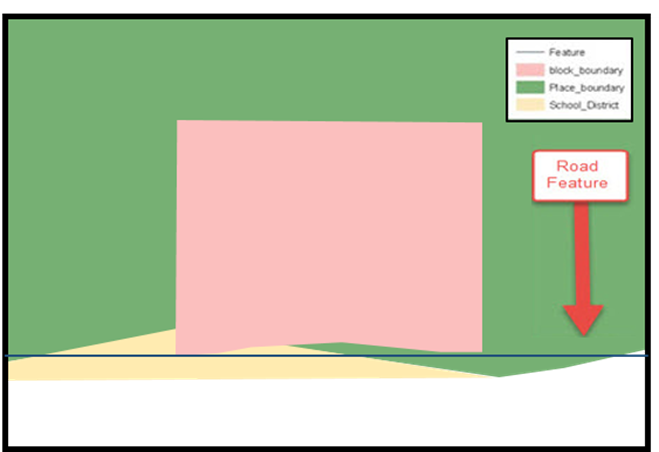 Feature
block_boundary
Place_boundary
School_District
Road
Feature